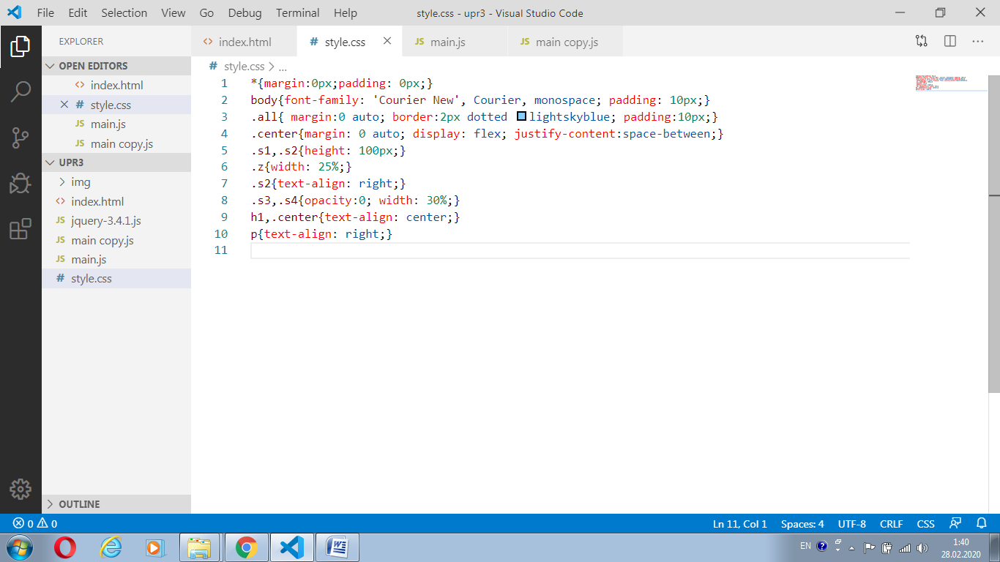 File Edit Selection View Go Debug Terminal Help style.css - upr3 - Visual Studio Code
EXPLORER
OPEN EDITORS
<> index.html
# style.css
JS main.js
JS main copy.js
UPR3
img
<> index.html
JS jquery-3.4.1.js
JS main copy.js
JS main.js
# style.css
OUTLINE
<> index.html # style.css JS main.js JS main copy.js
# style.css > ...
1 *{margin:0px;padding: 0px;}
2 body{font-family: 'Courier New', Courier, monospace; padding: 10px;}
3 .all{ margin:0 auto; border:2px dotted lightskyblue; padding:10px;}
4 .center{margin: 0 auto; display: flex; justify-content:space-between;}
5 .s1,.s2{height: 100px;}
6 .z{width: 25%;}
7 .s2{text-align: right;}
8 .s3,.s4{opacity:0; width: 30%;}
9 h1,.center{text-align: center;}
10 p{text-align: right;}
11
0 0 Ln 11, Col 1 Spaces: 4 UTF-8 CRLF CSS
EN 1:40
28.02.2020